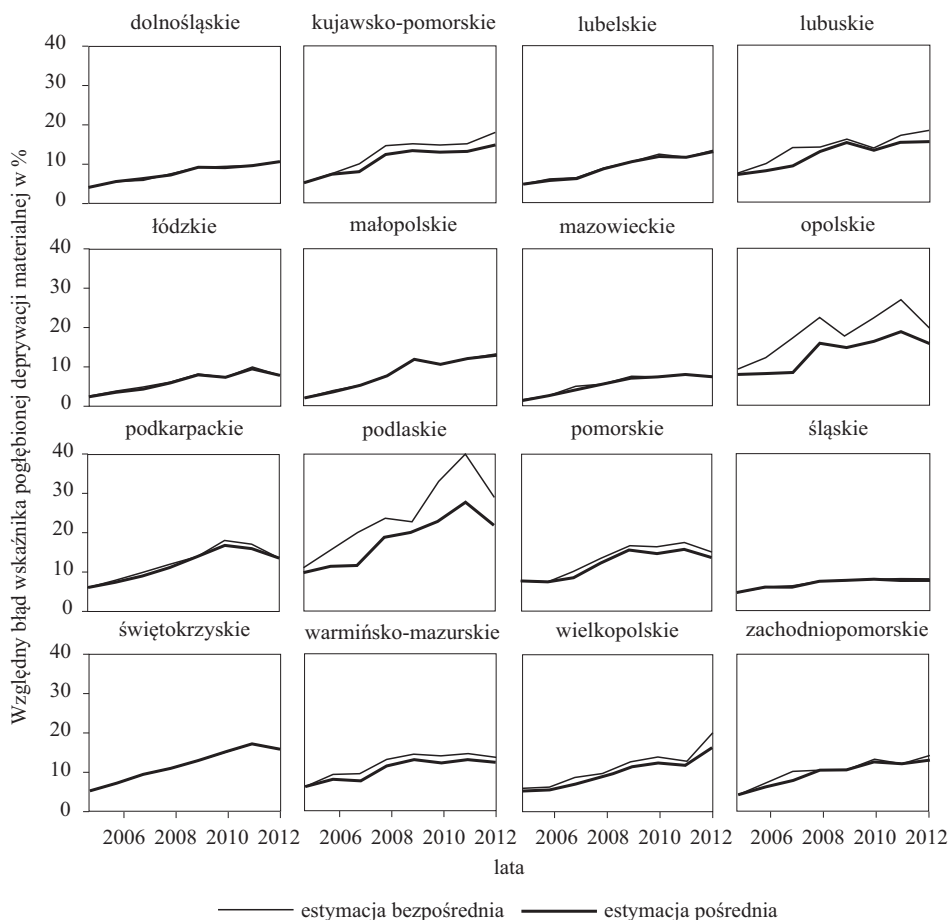 dolnośląskie kujawsko-pomorskie lubelskie lubuskie
40
30
20
10
0
łódzkie małopolskie mazowieckie opolskie
40
30
20
10
0
podkarpackie podlaskie pomorskie śląskie
40
30
20
10
0
świętokrzyskie warmińsko-mazurskie wielkopolskie zachodniopomorskie
40
30
20
10
0
2006 2008 2010 2012 2006 2008 2010 2012 2006 2008 2010 2012 2006 2008 2010 2012
lata
Względny błąd wskaźnika pogłębionej deprywacji materialnej w %
estymacja bezpośrednia estymacja pośrednia